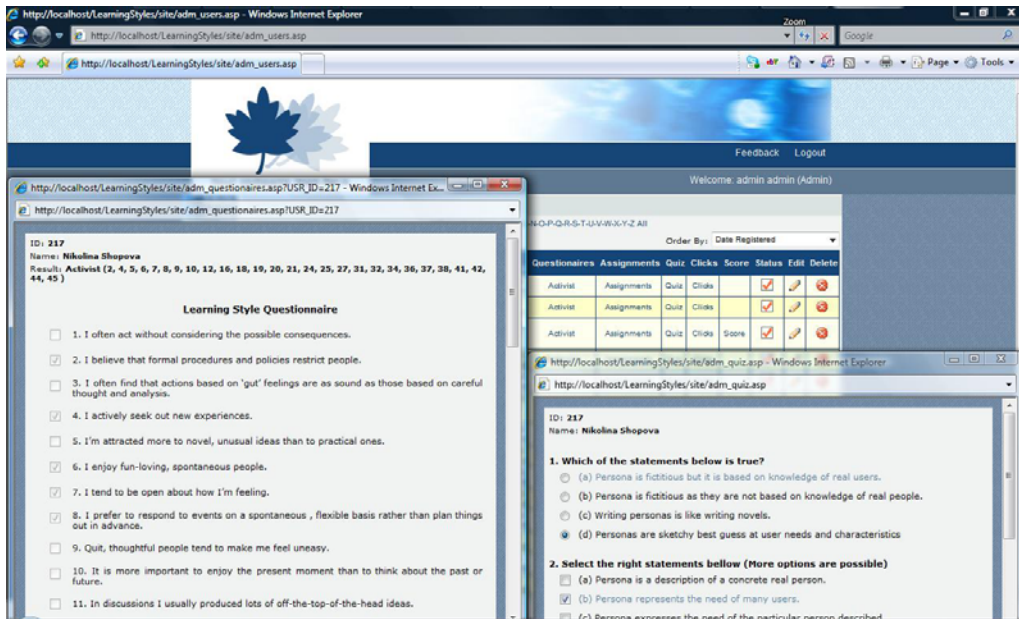 http://localhost/LearningStyles/site/adm_users.asp - Windows Internet Explorer
Zoom
http://localhost/LearningStyles/site/adm_users.asp
Google
http://localhost/LearningStyles/site/adm_users.asp
Page
Tools
Feedback Logout
Welcome: admin admin (Admin)
http://localhost/LearningStyles/site/adm_questionaires.asp?USR_ID=217 - Windows Internet Ex...
http://localhost/LearningStyles/site/adm_questionaires.asp?USR_ID=217
ID: 217
Name: Nikolina Shopova
Result: Activist (2, 4, 5, 6, 7, 8, 9, 10, 12, 16, 18, 19, 20, 21, 24, 25, 27, 31, 32, 34, 36, 37, 38, 41, 42,
44, 45 )
Learning Style Questionnaire
1. I often act without considering the possible consequences.
2. I believe that formal procedures and policies restrict people.
3. I often find that actions based on 'gut' feelings are as sound as those based on careful
thought and analysis.
4. I actively seek out new experiences.
5. I'm attracted more to novel, unusual ideas than to practical ones.
6. I enjoy fun-loving, spontaneous people.
7. I tend to be open about how I'm feeling.
8. I prefer to respond to events on a spontaneous , flexible basis rather than plan things
out in advance.
9. Quit, thoughtful people tend to make me feel uneasy.
10. It is more important to enjoy the present moment than to think about the past or
future.
11. In discussions I usually produced lots of off-the-top-of-the-head ideas.
-N-O-P-Q-R-S-T-U-V-W-X-Y-Z All
Order By: Date Registered
Questionaires Assignments Quiz Clicks Score Status Edit Delete
Activist Assignments Quiz Clicks
Activist Assignments Quiz Clicks
Activist Assignments Quiz Clicks Score
http://localhost/LearningStyles/site/adm_quiz.asp - Windows Internet Explorer
http://localhost/LearningStyles/site/adm_quiz.asp
ID: 217
Name: Nikolina Shopova
1. Which of the statements below is true?
(a) Persona is fictitious but it is based on knowledge of real users.
(b) Persona is fictitious as they are not based on knowledge of real people.
(c) Writing personas is like writing novels.
(d) Personas are sketchy best guess at user needs and characteristics
2. Select the right statements bellow (More options are possible)
(a) Persona is a description of a concrete real person.
(b) Persona represents the need of many users.
(c) Persona expresses the need of the particular person described